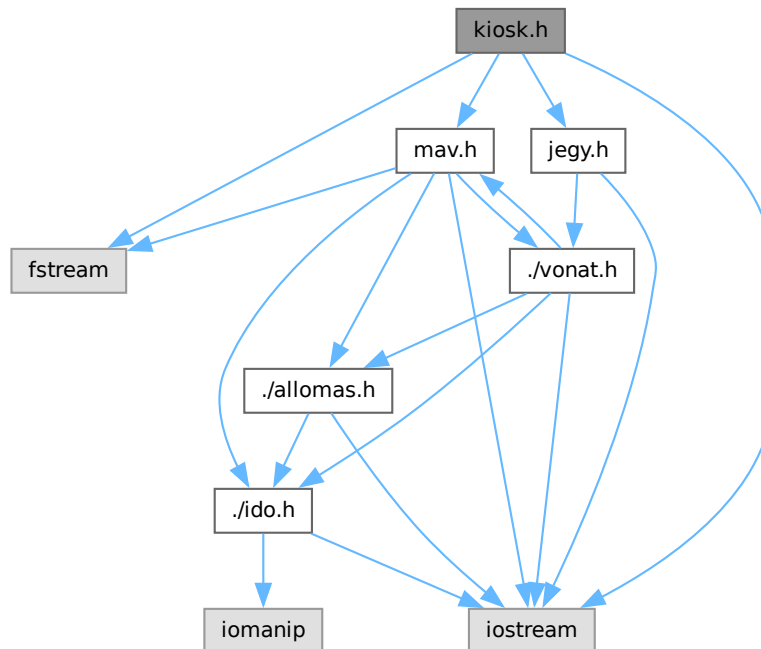 kiosk.h
mav.h
jegy.h
fstream
./vonat.h
./allomas.h
./ido.h
iomanip
iostream